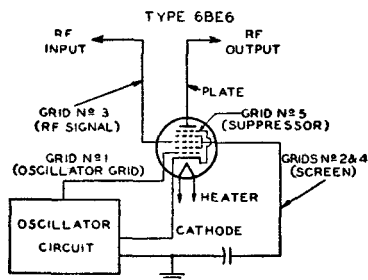 TYPE 6BE6
RF
INPUT
RF
OUTPUT
PLATE
GRID Nº 3
(RF SIGNAL)
GRID Nº 5
(SUPPRESSOR)
GRID Nº 1
(OSCILLATOR GRID)
GRIDS Nº 2&4
(SCREEN)
HEATER
OSCILLATOR
CIRCUIT
CATHODE